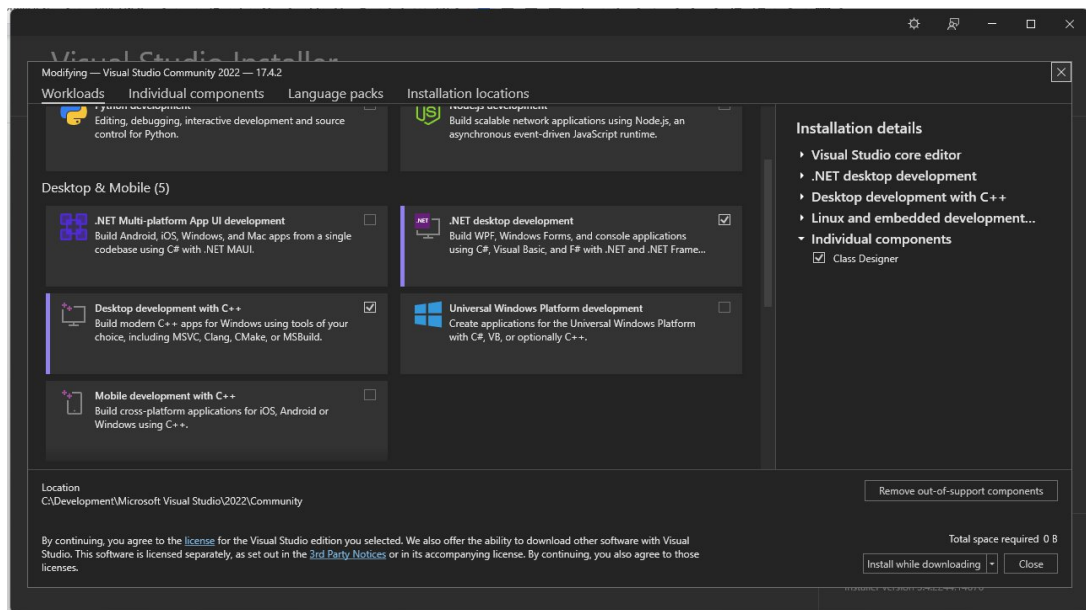 Visual Studio Installer
Modifying — Visual Studio Community 2022 — 17.4.2
Workloads Individual components Language packs Installation locations
Python development
Editing, debugging, interactive development and source
control for Python.
Node.js development
Build scalable network applications using Node.js, an
asynchronous event-driven JavaScript runtime.
Desktop & Mobile (5)
.NET Multi-platform App UI development
Build Android, iOS, Windows, and Mac apps from a single
codebase using C# with .NET MAUI.
.NET
.NET desktop development
Build WPF, Windows Forms, and console applications
using C#, Visual Basic, and F# with .NET and .NET Frame...
Desktop development with C++
Build modern C++ apps for Windows using tools of your
choice, including MSVC, Clang, CMake, or MSBuild.
Universal Windows Platform development
Create applications for the Universal Windows Platform
with C#, VB, or optionally C++.
Mobile development with C++
Build cross-platform applications for iOS, Android or
Windows using C++.
Installation details
Visual Studio core editor
.NET desktop development
Desktop development with C++
Linux and embedded development...
Individual components
Class Designer
Location
C:\Development\Microsoft Visual Studio\2022\Community
Remove out-of-support components
By continuing, you agree to the license for the Visual Studio edition you selected. We also offer the ability to download other software with Visual
Studio. This software is licensed separately, as set out in the 3rd Party Notices or in its accompanying license. By continuing, you also agree to those
licenses.
Total space required 0 B
Install while downloading
Close